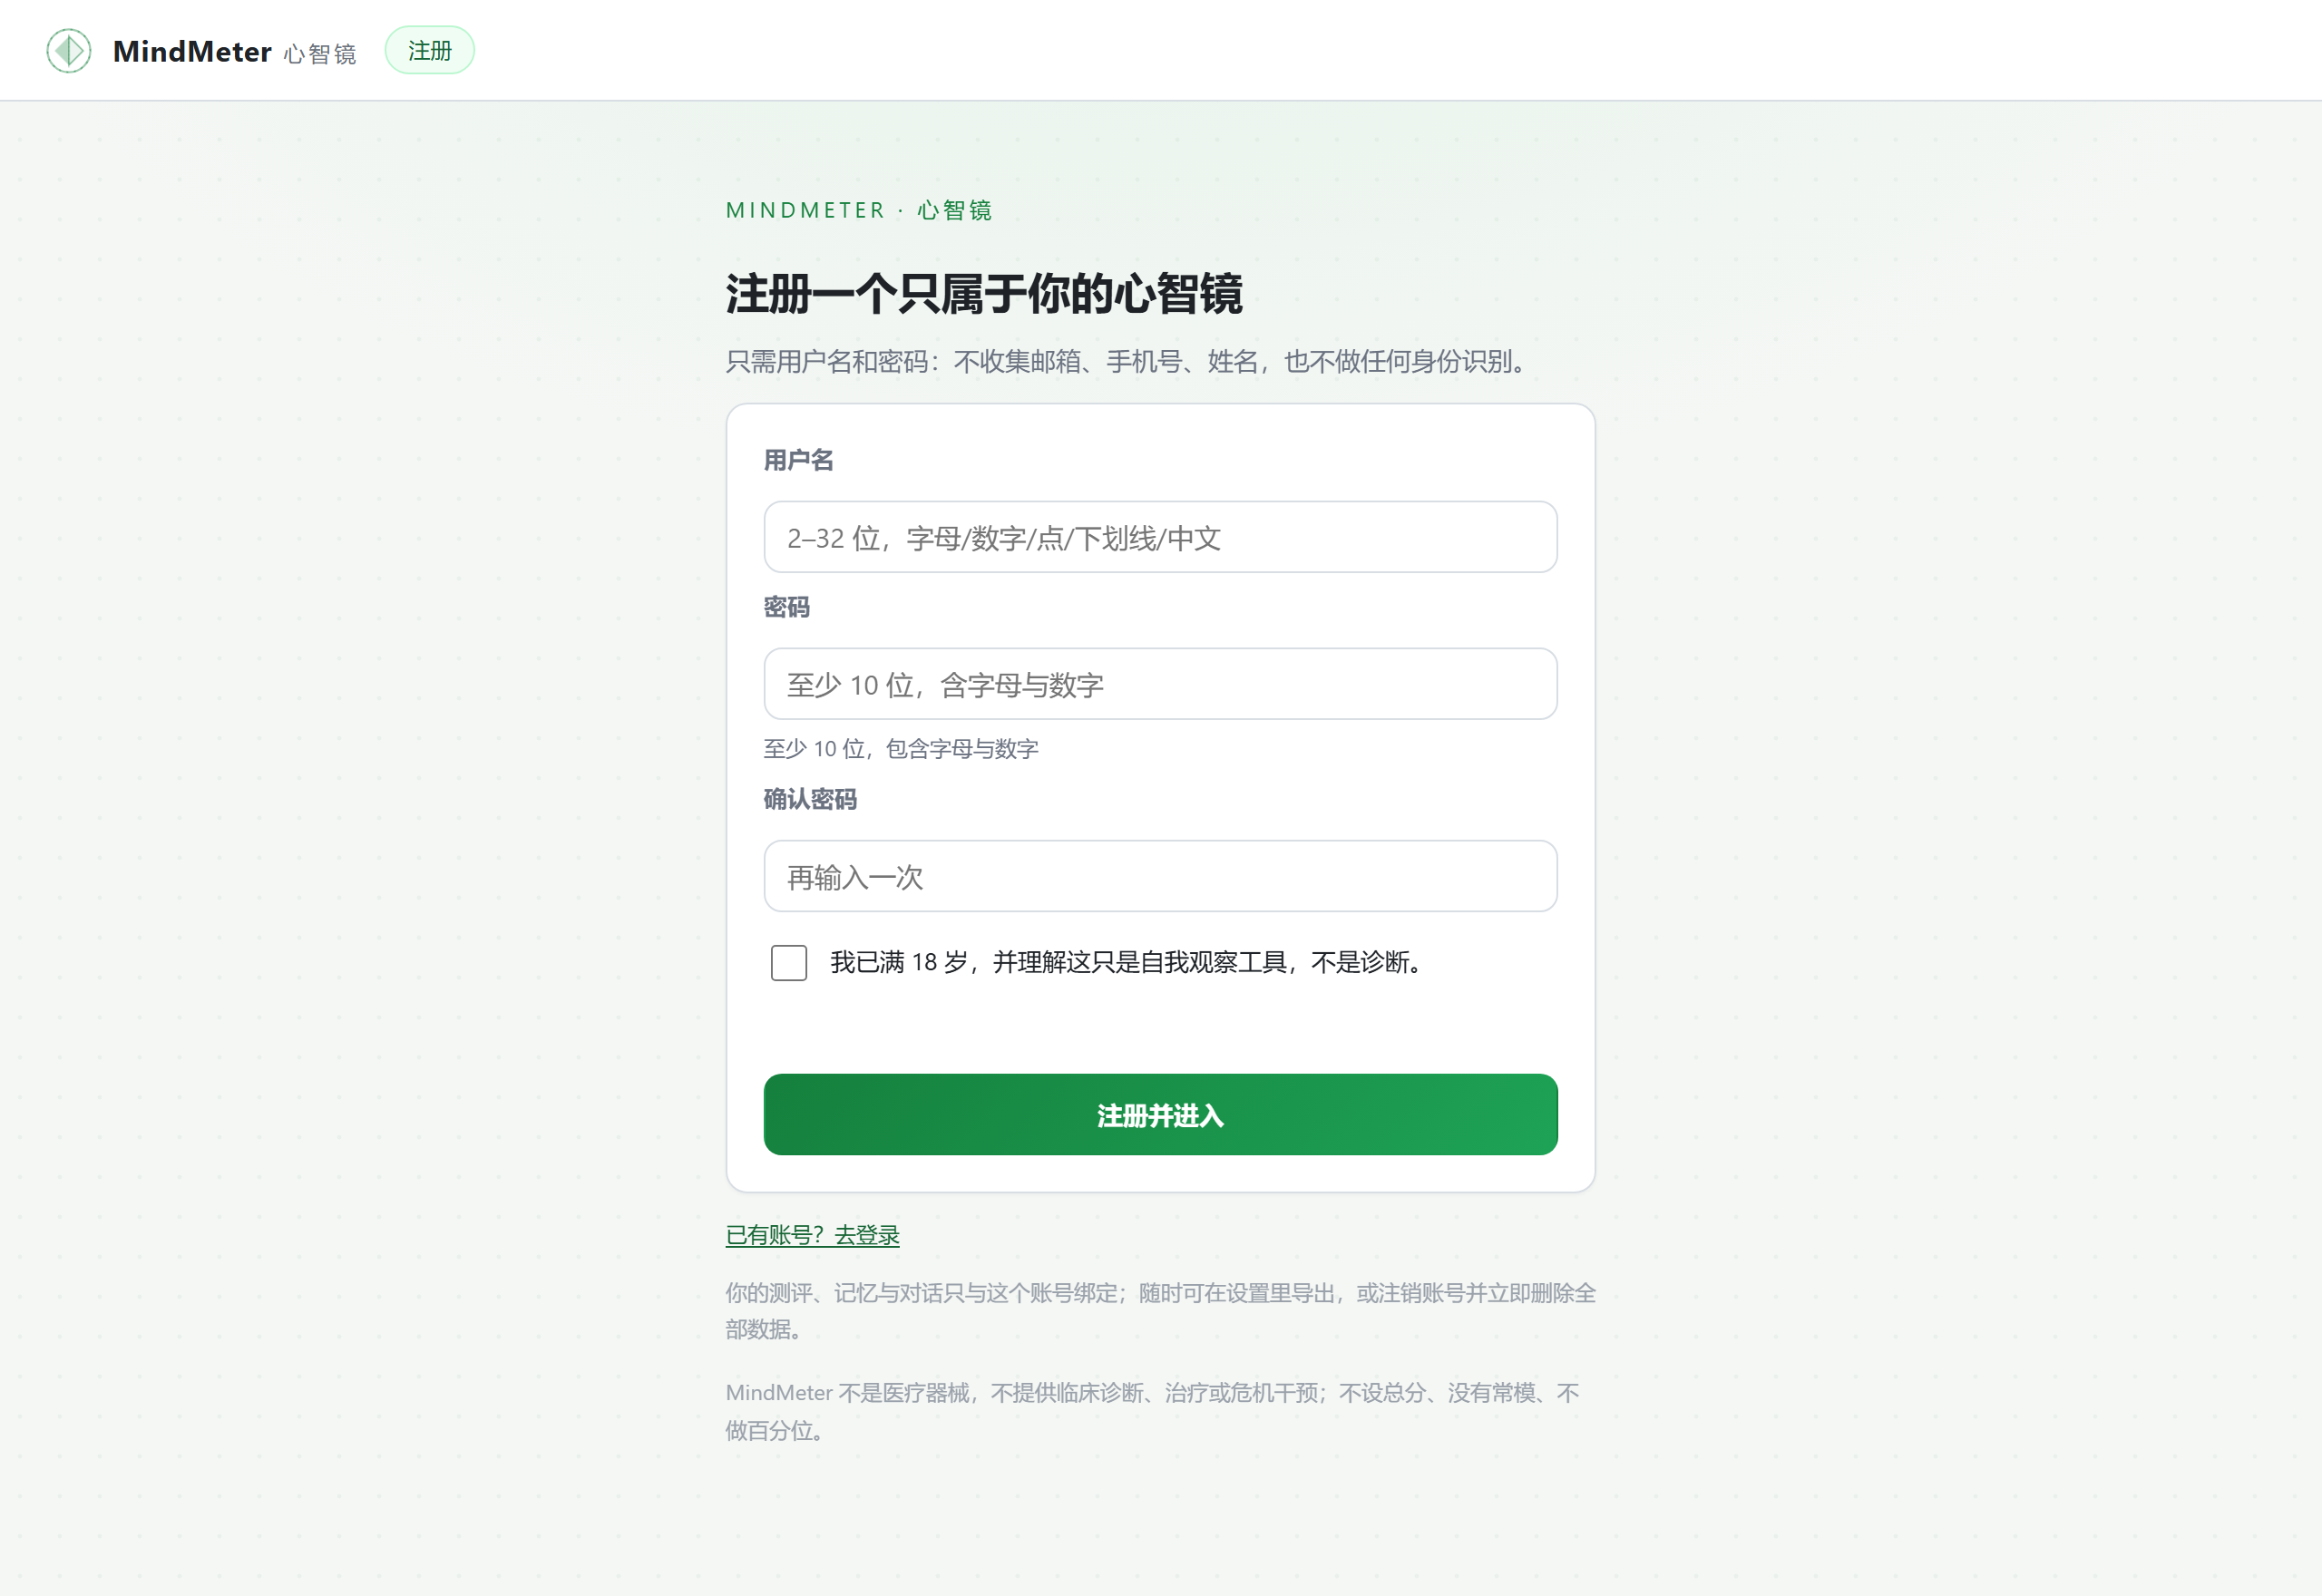 MindMeter 心智镜 注册
MINDMETER · 心智镜
注册一个只属于你的心智镜
只需用户名和密码：不收集邮箱、手机号、姓名，也不做任何身份识别。
用户名
2–32 位，字母/数字/点/下划线/中文
密码
至少 10 位，含字母与数字
至少 10 位，包含字母与数字
确认密码
再输入一次
我已满 18 岁，并理解这只是自我观察工具，不是诊断。
注册并进入
已有账号？去登录
你的测评、记忆与对话只与这个账号绑定；随时可在设置里导出，或注销账号并立即删除全
部数据。
MindMeter 不是医疗器械，不提供临床诊断、治疗或危机干预；不设总分、没有常模、不
做百分位。